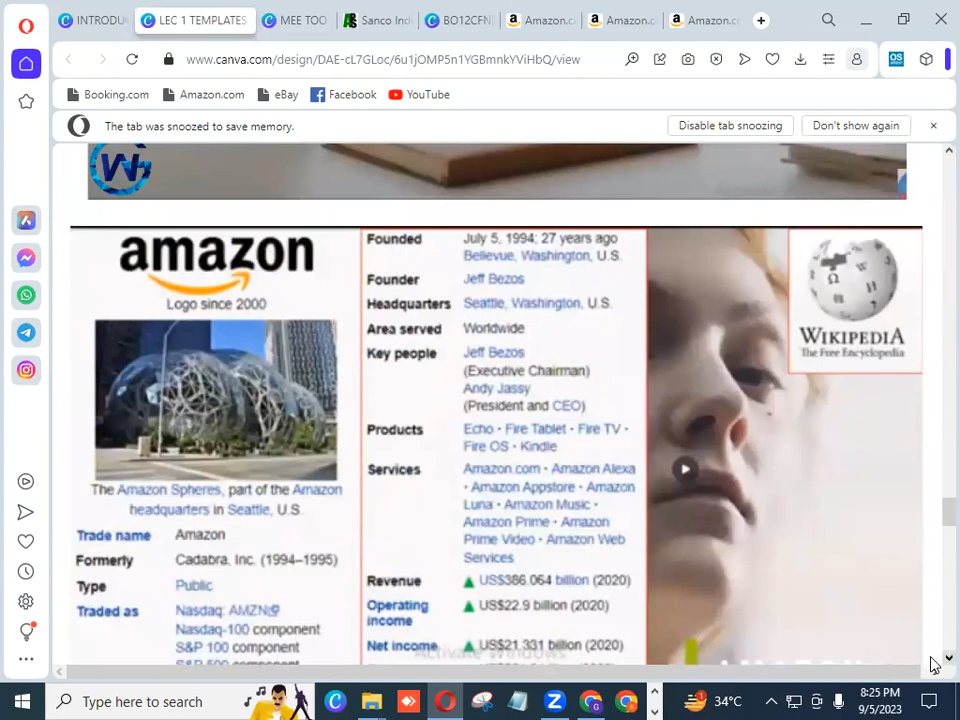 INTRODU
LEC 1 TEMPLATES
MEE TOO
Sanco Ind
BO12CFN
Amazon.c
Amazon.c
Amazon.c
www.canva.com/design/DAE-cL7GLoc/6u1jOMP5n1YGBmnkYViHbQ/view
Booking.com
Amazon.com
eBay
Facebook
YouTube
The tab was snoozed to save memory.
Disable tab snoozing
Don't show again
amazon
Logo since 2000
The Amazon Spheres, part of the Amazon
headquarters in Seattle, U.S.
Trade name Amazon
Formerly Cadabra, Inc. (1994–1995)
Type Public
Traded as Nasdaq: AMZN
Nasdaq-100 component
S&P 100 component
S&P 500 component
Founded July 5, 1994; 27 years ago
Bellevue, Washington, U.S.
Founder Jeff Bezos
Headquarters Seattle, Washington, U.S.
Area served Worldwide
Key people Jeff Bezos
(Executive Chairman)
Andy Jassy
(President and CEO)
Products Echo · Fire Tablet · Fire TV ·
Fire OS · Kindle
Services Amazon.com · Amazon Alexa
· Amazon Appstore · Amazon
Luna · Amazon Music ·
Amazon Prime · Amazon
Prime Video · Amazon Web
Services
Revenue US$386.064 billion (2020)
Operating income US$22.9 billion (2020)
Net income US$21.331 billion (2020)
WIKIPEDIA
The Free Encyclopedia
Activate Windows
Type here to search
34°C
8:25 PM
9/5/2023